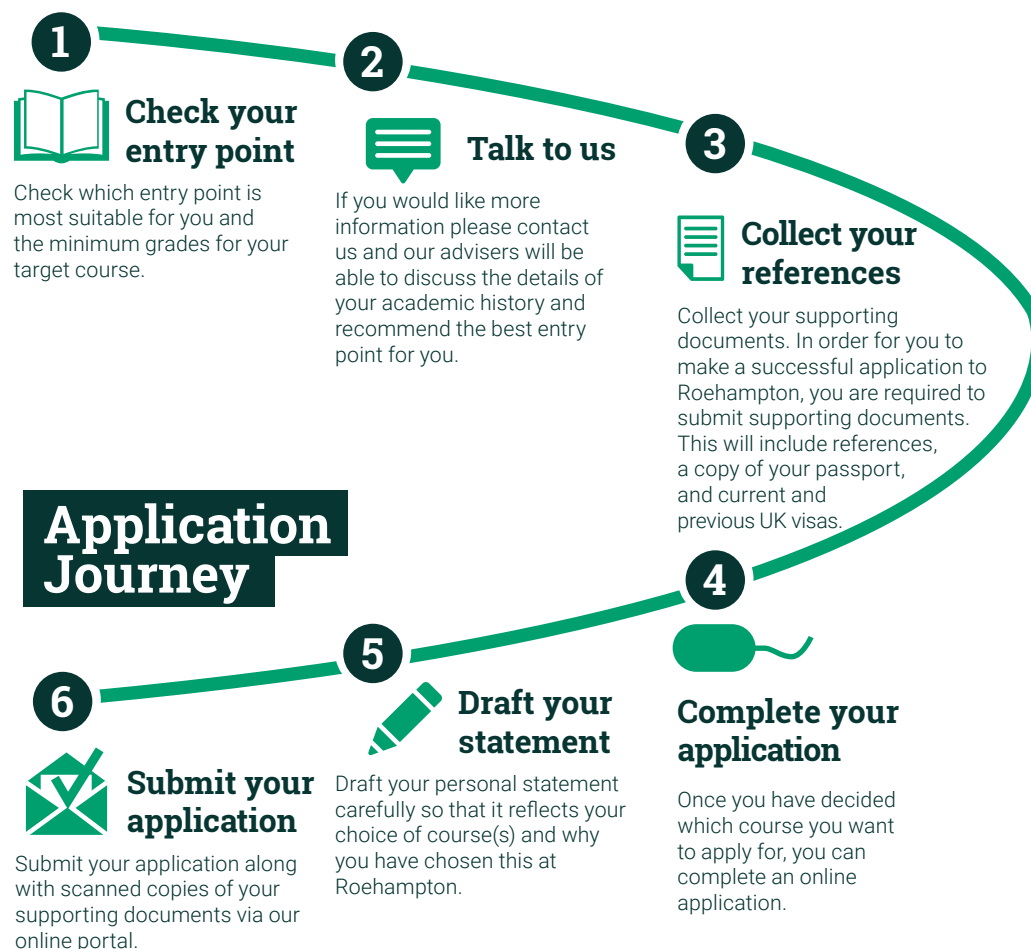 1
Check your
entry point
Check which entry point is
most suitable for you and
the minimum grades for your
target course.
2
Talk to us
If you would like more
information please contact
us and our advisers will be
able to discuss the details of
your academic history and
recommend the best entry
point for you.
3
Collect your
references
Collect your supporting
documents. In order for you to
make a successful application to
Roehampton, you are required to
submit supporting documents.
This will include references,
a copy of your passport,
and current and
previous UK visas.
Application
Journey
4
Complete your
application
Once you have decided
which course you want
to apply for, you can
complete an online
application.
5
Draft your
statement
Draft your personal statement
carefully so that it reflects your
choice of course(s) and why
you have chosen this at
Roehampton.
6
Submit your
application
Submit your application along
with scanned copies of your
supporting documents via our
online portal.